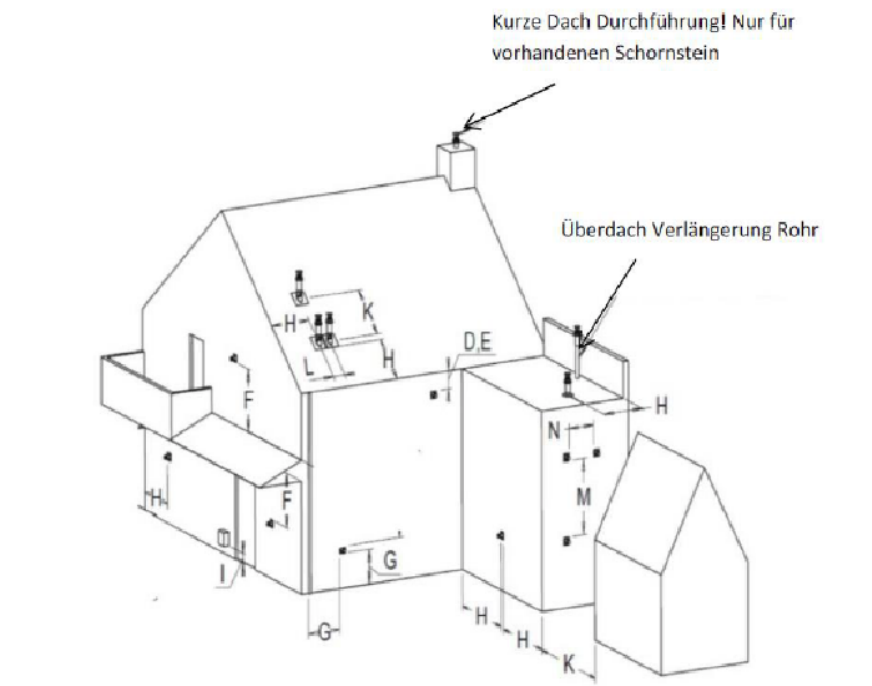 Kurze Dach Durchführung! Nur für
vorhandenen Schornstein
Überdach Verlängerung Rohr
K
H
D,E
L
H
F
H
N
M
H
F
I
G
G
H
H
K